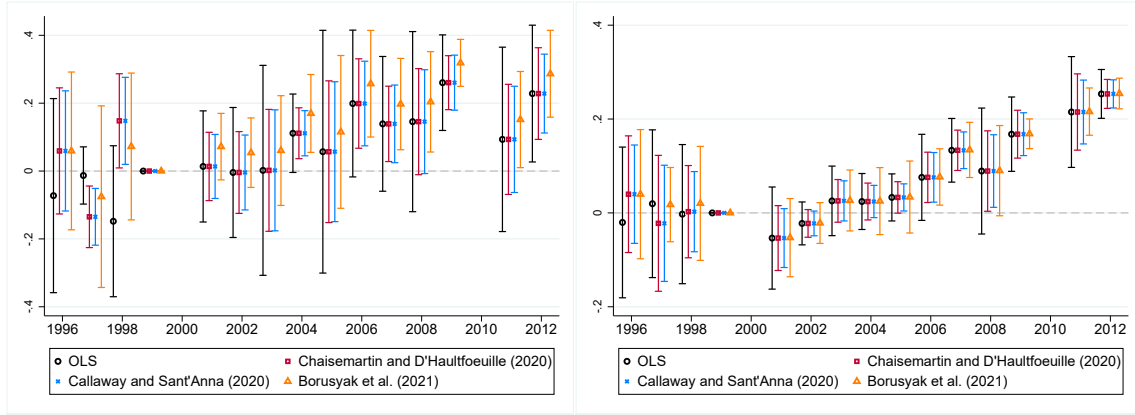 .4
.2
0
-.2
-.4
1996 1998 2000 2002 2004 2006 2008 2010 2012
OLS Chaisemartin and D'Haultfoeuille (2020)
Callaway and Sant'Anna (2020) Borusyak et al. (2021)
.4
.2
0
-.2
1996 1998 2000 2002 2004 2006 2008 2010 2012
OLS Chaisemartin and D'Haultfoeuille (2020)
Callaway and Sant'Anna (2020) Borusyak et al. (2021)